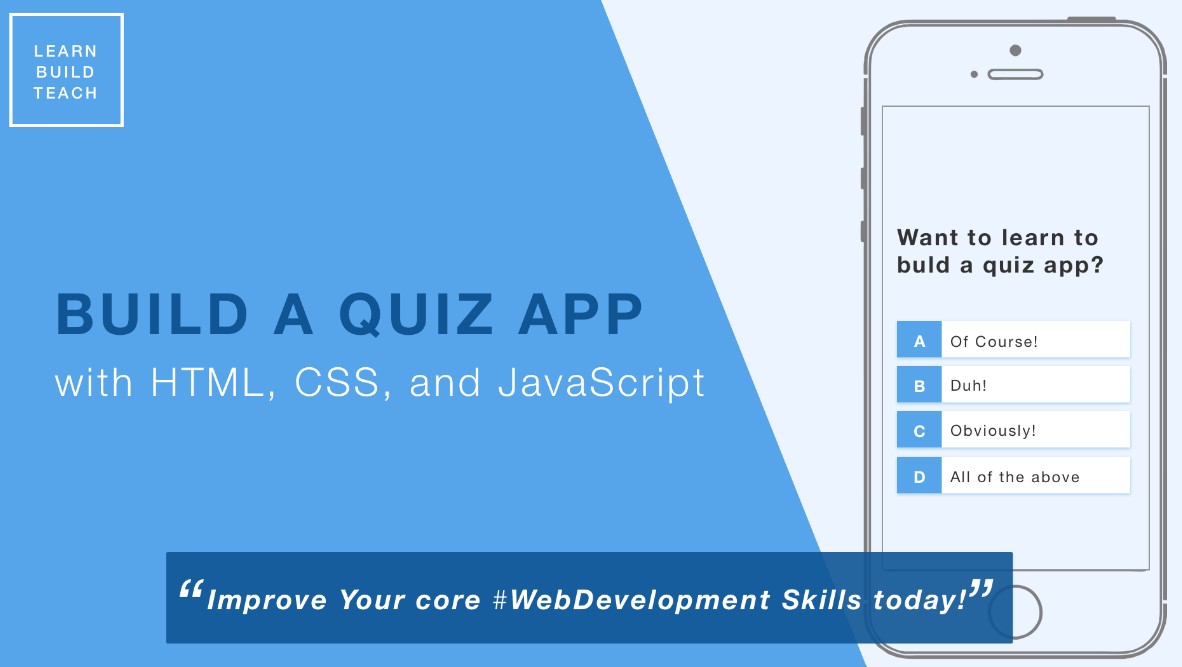 LEARN
BUILD
TEACH
BUILD A QUIZ APP
with HTML, CSS, and JavaScript
Want to learn to
buld a quiz app?
A Of Course!
B Duh!
C Obviously!
D All of the above
“Improve Your core #WebDevelopment Skills today!”